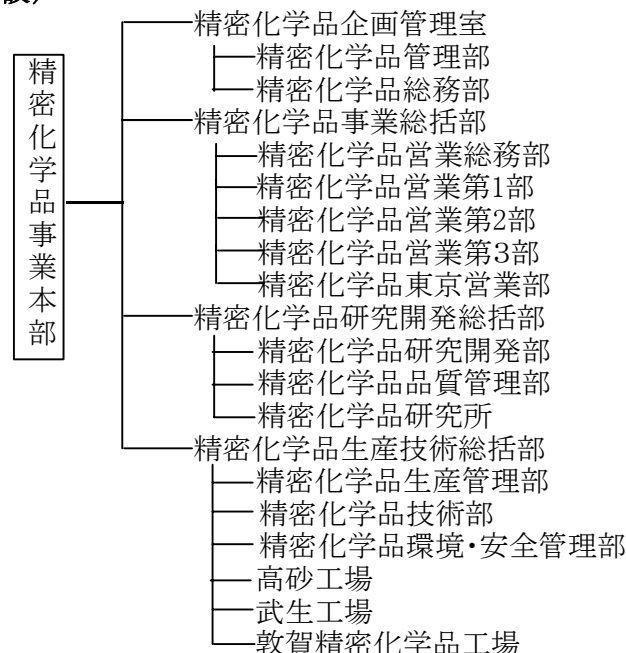 精密化学品事業本部
精密化学品企画管理室
精密化学品管理部
精密化学品総務部
精密化学品事業総括部
精密化学品営業総務部
精密化学品営業第1部
精密化学品営業第2部
精密化学品営業第3部
精密化学品東京営業部
精密化学品研究開発総括部
精密化学品研究開発部
精密化学品品質管理部
精密化学品研究所
精密化学品生産技術総括部
精密化学品生産管理部
精密化学品技術部
精密化学品環境・安全管理部
高砂工場
武生工場
敦賀精密化学品工場